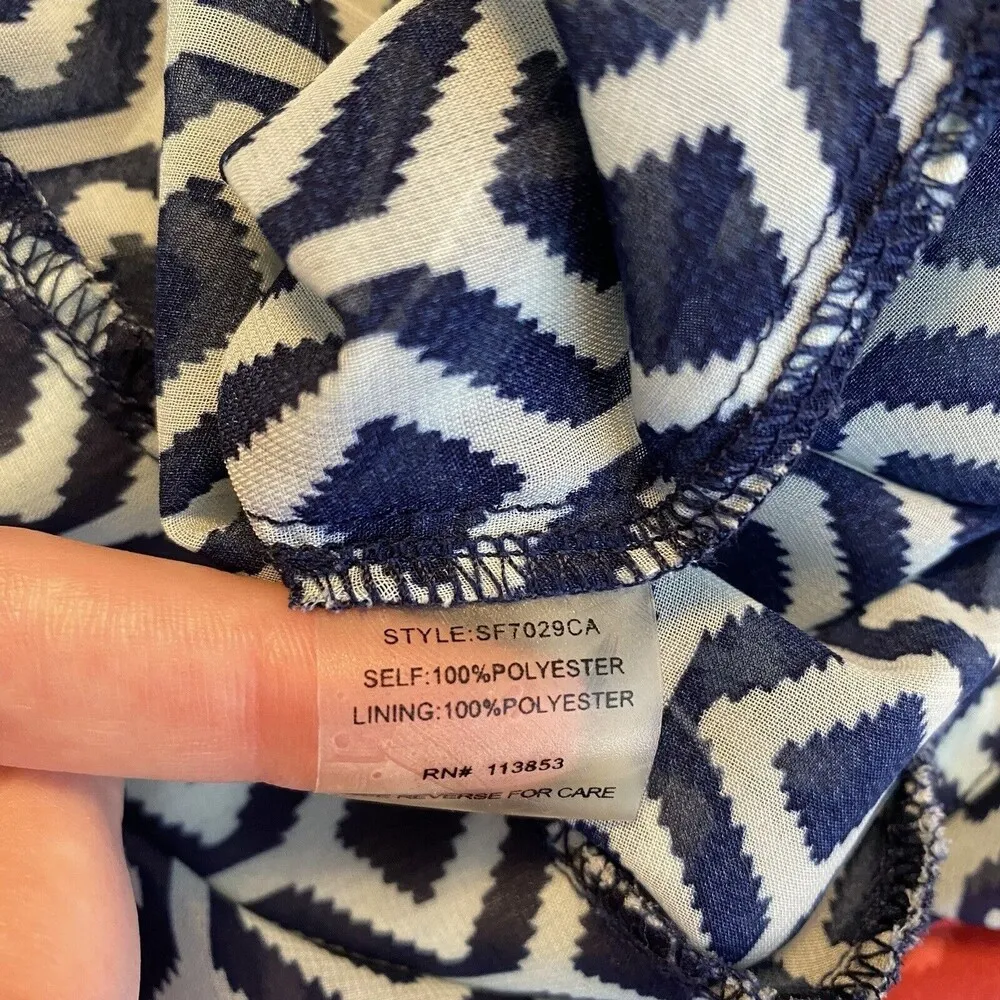 STYLE:SF7029CA
SELF:100%POLYESTER
LINING:100%POLYESTER
RN# 113853
REVERSE FOR CARE